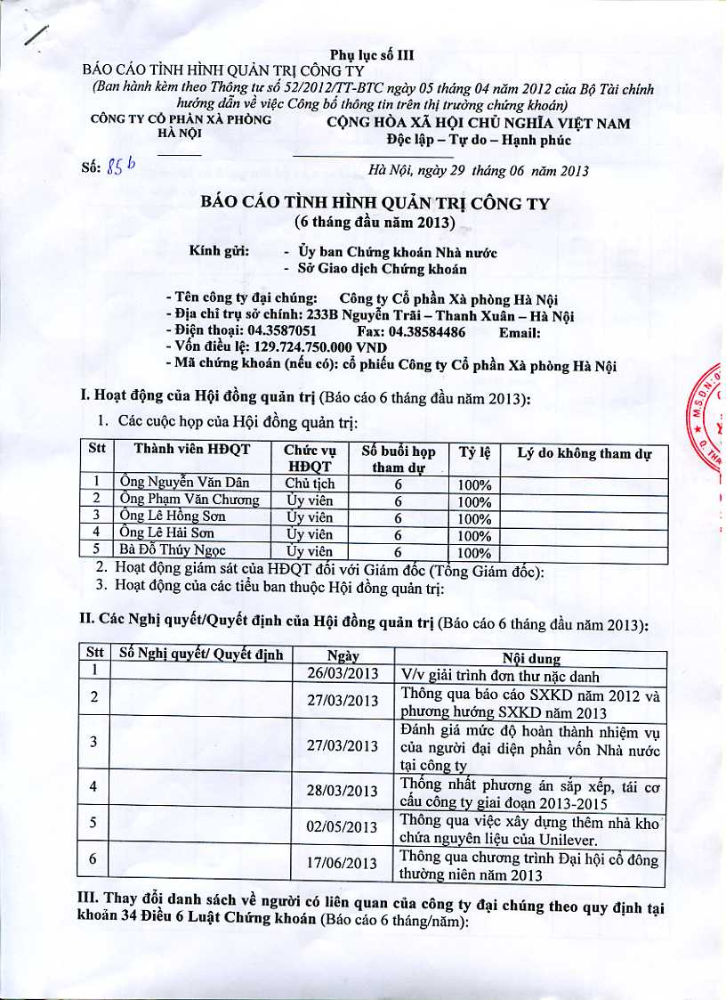 Phụ lục số III
BÁO CÁO TÌNH HÌNH QUẢN TRỊ CÔNG TY
(Ban hành kèm theo Thông tư số 52/2012/TT-BTC ngày 05 tháng 04 năm 2012 của Bộ Tài chính
hướng dẫn về việc Công bố thông tin trên thị trường chứng khoán)
CÔNG TY CỔ PHẦN XÀ PHÒNG
HÀ NỘI
CỘNG HÒA XÃ HỘI CHỦ NGHĨA VIỆT NAM
Độc lập – Tự do – Hạnh phúc
Số: 85b
Hà Nội, ngày 29 tháng 06 năm 2013
BÁO CÁO TÌNH HÌNH QUẢN TRỊ CÔNG TY
(6 tháng đầu năm 2013)
Kính gửi: - Ủy ban Chứng khoán Nhà nước
- Sở Giao dịch Chứng khoán
- Tên công ty đại chúng: Công ty Cổ phần Xà phòng Hà Nội
- Địa chỉ trụ sở chính: 233B Nguyễn Trãi – Thanh Xuân – Hà Nội
- Điện thoại: 04.3587051 Fax: 04.38584486 Email:
- Vốn điều lệ: 129.724.750.000 VND
- Mã chứng khoán (nếu có): cổ phiếu Công ty Cổ phần Xà phòng Hà Nội
I. Hoạt động của Hội đồng quản trị (Báo cáo 6 tháng đầu năm 2013):
1. Các cuộc họp của Hội đồng quản trị:
Stt Thành viên HĐQT Chức vụ HĐQT Số buổi họp tham dự Tỷ lệ Lý do không tham dự
1 Ông Nguyễn Văn Dân Chủ tịch 6 100%
2 Ông Phạm Văn Chương Ủy viên 6 100%
3 Ông Lê Hồng Sơn Ủy viên 6 100%
4 Ông Lê Hải Sơn Ủy viên 6 100%
5 Bà Đỗ Thúy Ngọc Ủy viên 6 100%
2. Hoạt động giám sát của HĐQT đối với Giám đốc (Tổng Giám đốc):
3. Hoạt động của các tiểu ban thuộc Hội đồng quản trị:
II. Các Nghị quyết/Quyết định của Hội đồng quản trị (Báo cáo 6 tháng đầu năm 2013):
Stt Số Nghị quyết/ Quyết định Ngày Nội dung
1 26/03/2013 V/v giải trình đơn thư nặc danh
2 27/03/2013 Thông qua báo cáo SXKD năm 2012 và
phương hướng SXKD năm 2013
3 27/03/2013 Đánh giá mức độ hoàn thành nhiệm vụ
của người đại diện phần vốn Nhà nước
tại công ty
4 28/03/2013 Thống nhất phương án sắp xếp, tái cơ
cấu công ty giai đoạn 2013-2015
5 02/05/2013 Thông qua việc xây dựng thêm nhà kho
chứa nguyên liệu của Unilever.
6 17/06/2013 Thông qua chương trình Đại hội cổ đông
thường niên năm 2013
III. Thay đổi danh sách về người có liên quan của công ty đại chúng theo quy định tại
khoản 34 Điều 6 Luật Chứng khoán (Báo cáo 6 tháng/năm):